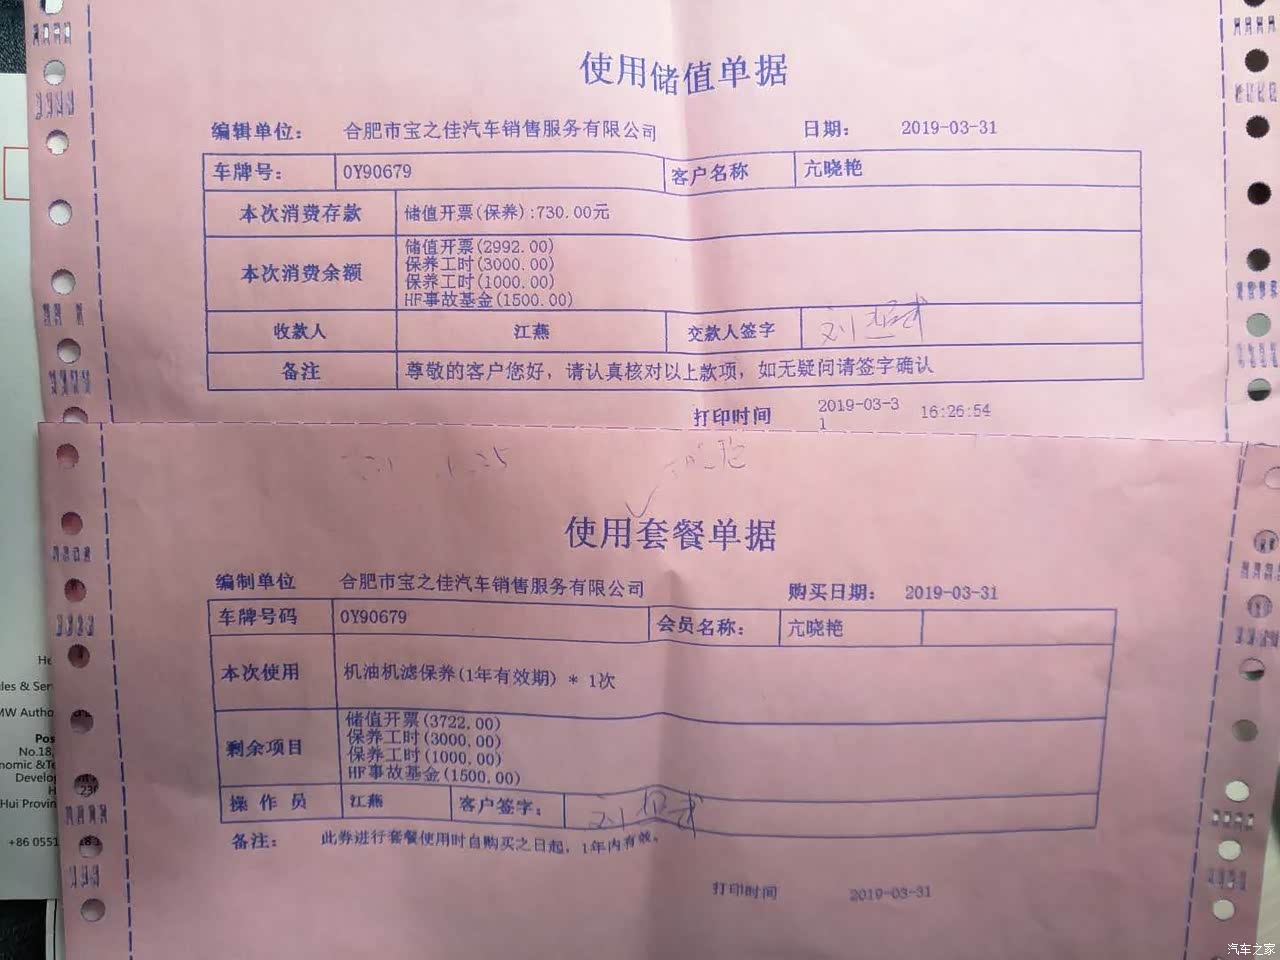 使用储值单据
编辑单位： 合肥市宝之佳汽车销售服务有限公司 日期： 2019-03-31
车牌号： 0Y90679 客户名称 亢晓艳
本次消费存款 储值开票(保养):730.00元
本次消费余额 储值开票(2992.00)
保养工时(3000.00)
保养工时(1000.00)
HF事故基金(1500.00)
收款人 江燕 交款人签字
备注 尊敬的客户您好，请认真核对以上款项，如无疑问请签字确认
打印时间 2019-03-3
1 16:26:54
使用套餐单据
编制单位 合肥市宝之佳汽车销售服务有限公司 购买日期： 2019-03-31
车牌号码 0Y90679 会员名称： 亢晓艳
本次使用 机油机滤保养(1年有效期) * 1次
剩余项目 储值开票(3722.00)
保养工时(3000.00)
保养工时(1000.00)
HF事故基金(1500.00)
操作员 江燕 客户签字：
备注： 此券进行套餐使用时自购买之日起，1年内有效。
打印时间 2019-03-31
les & Ser
MW Autho
Pos
No.18,
nomic &Te
Develo
Hui Provin
+86 0551
汽车之家